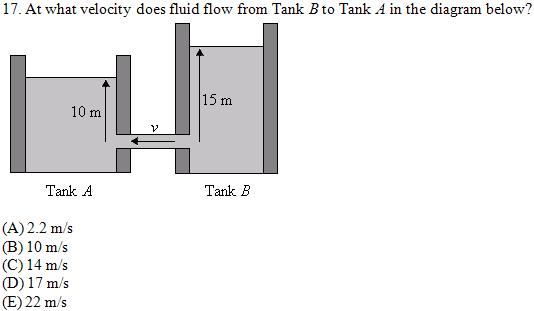 17. At what velocity does fluid flow from Tank B to Tank A in the diagram below?
15 m
10 m
v
Tank A
Tank B
(A) 2.2 m/s
(B) 10 m/s
(C) 14 m/s
(D) 17 m/s
(E) 22 m/s